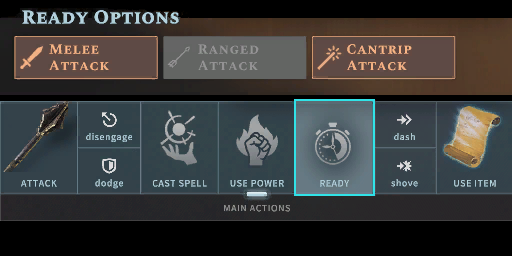 Ready Options
Melee
Attack
Ranged
Attack
Cantrip
Attack
ATTACK
disengage
dodge
CAST SPELL
USE POWER
READY
dash
shove
USE ITEM
MAIN ACTIONS